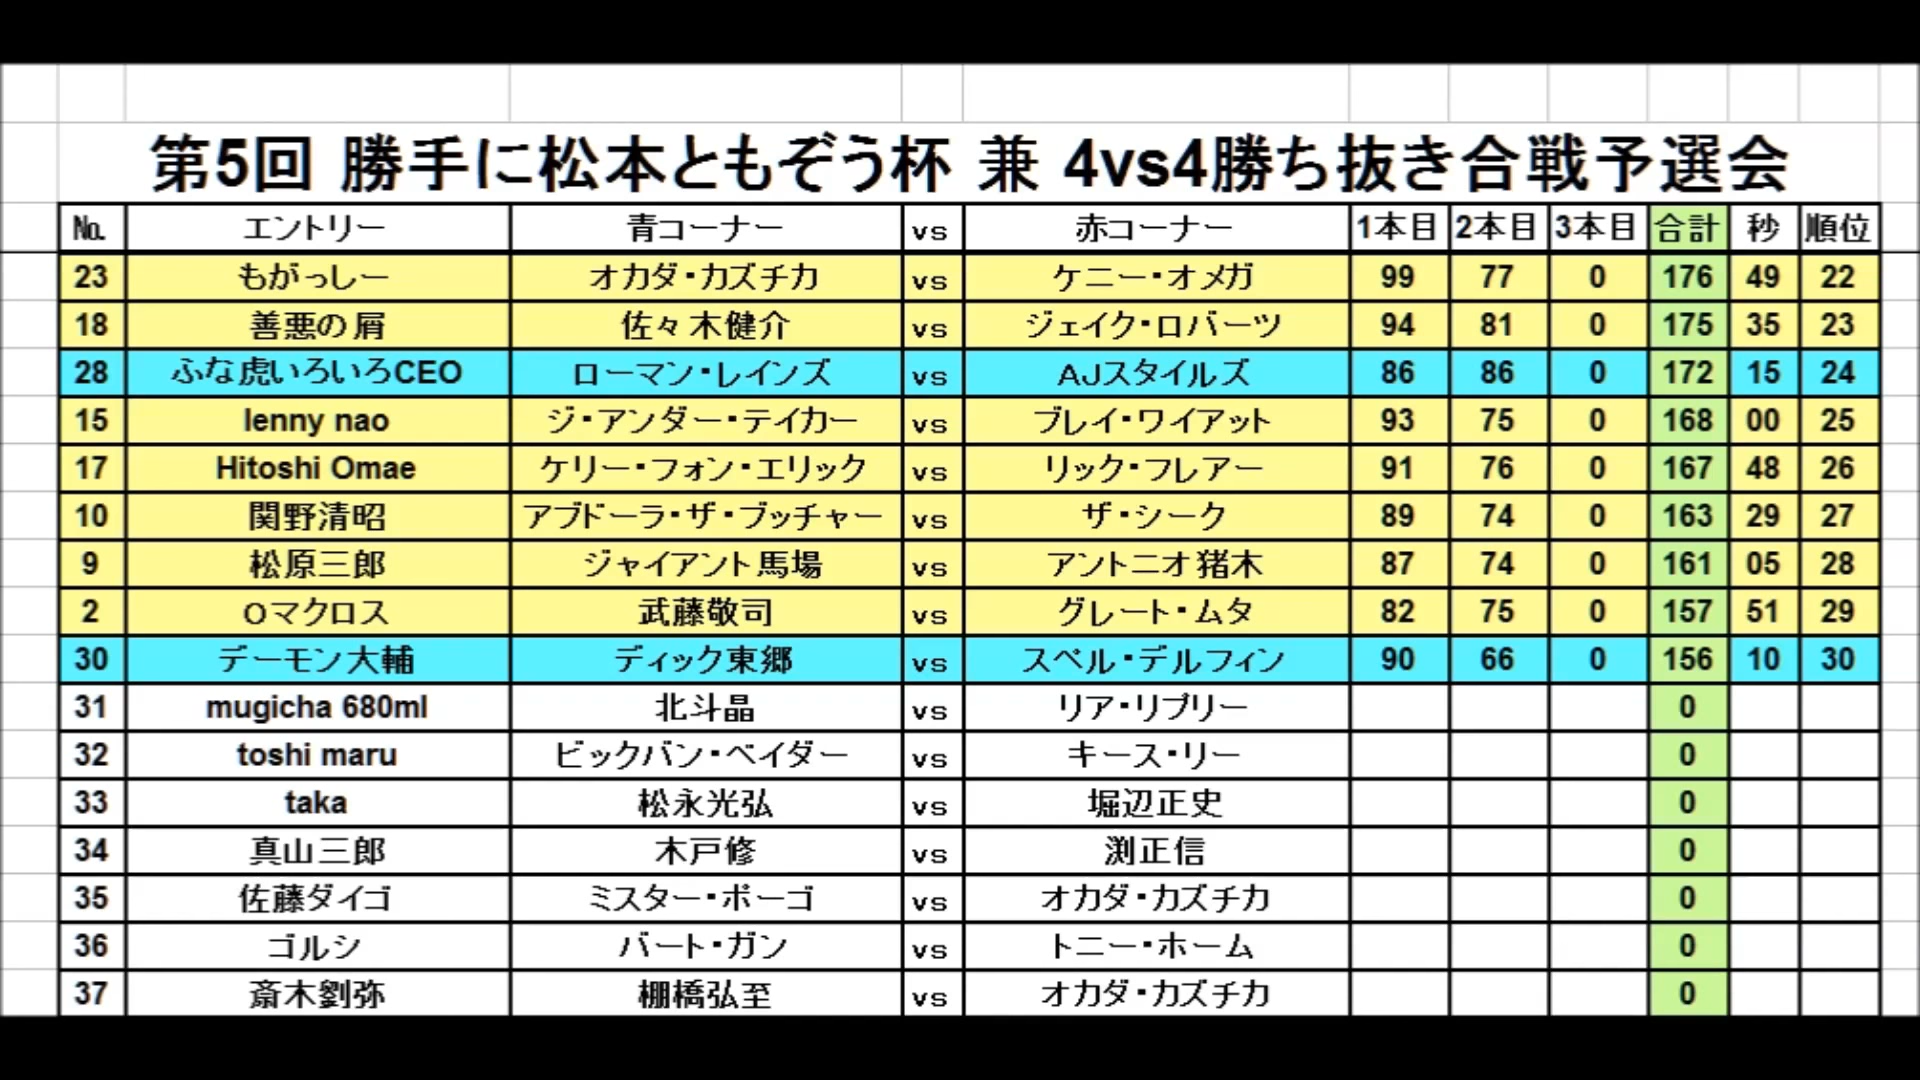 第5回 勝手に松本ともぞう杯 兼 4vs4勝ち抜き合戦予選会
No. エントリー 青コーナー vs 赤コーナー 1本目 2本目 3本目 合計 秒 順位
23 もがっしー オカダ・カズチカ vs ケニー・オメガ 99 77 0 176 49 22
18 善悪の屑 佐々木健介 vs ジェイク・ロバーツ 94 81 0 175 35 23
28 ふな虎いろいろCEO ローマン・レインズ vs AJスタイルズ 86 86 0 172 15 24
15 lenny nao ジ・アンダー・テイカー vs ブレイ・ワイアット 93 75 0 168 00 25
17 Hitoshi Omae ケリー・フォン・エリック vs リック・フレアー 91 76 0 167 48 26
10 関野清昭 アブドーラ・ザ・ブッチャー vs ザ・シーク 89 74 0 163 29 27
9 松原三郎 ジャイアント馬場 vs アントニオ猪木 87 74 0 161 05 28
2 Oマクロス 武藤敬司 vs グレート・ムタ 82 75 0 157 51 29
30 デーモン大輔 ディック東郷 vs スペル・デルフィン 90 66 0 156 10 30
31 mugicha 680ml 北斗晶 vs リア・リプリー 0
32 toshi maru ビックバン・ベイダー vs キース・リー 0
33 taka 松永光弘 vs 堀辺正史 0
34 真山三郎 木戸修 vs 渕正信 0
35 佐藤ダイゴ ミスター・ポーゴ vs オカダ・カズチカ 0
36 ゴルシ バート・ガン vs トニー・ホーム 0
37 斎木劉弥 棚橋弘至 vs オカダ・カズチカ 0